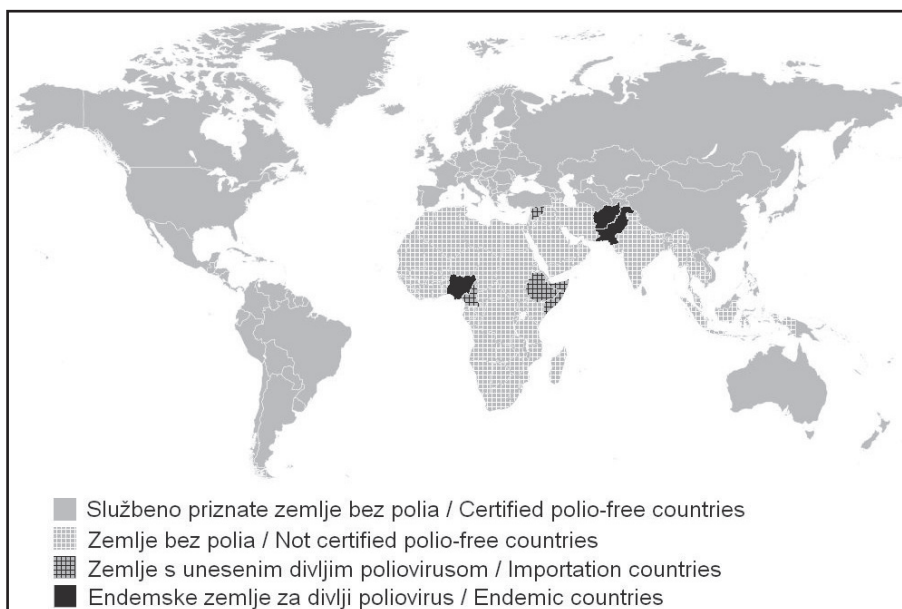 Službeno priznate zemlje bez polia / Certified polio-free countries
Zemlje bez polia / Not certified polio-free countries
Zemlje s unesenim divljim poliovirusom / Importation countries
Endemske zemlje za divlji poliovirus / Endemic countries